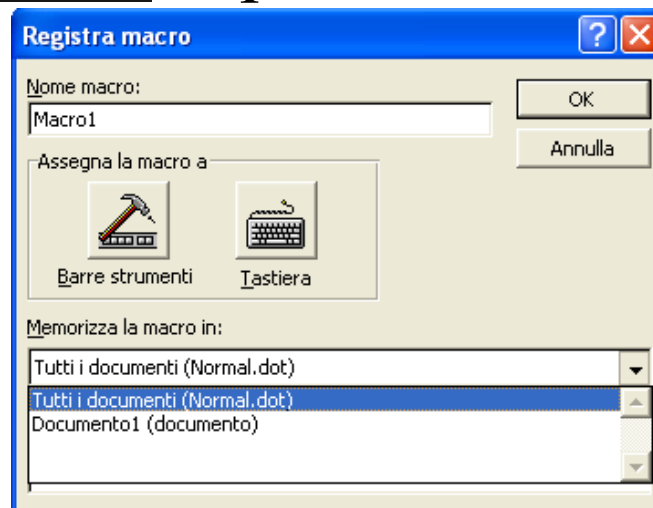 Registra macro
Nome macro:
OK
Macro1
Annulla
Assegna la macro a
Barre strumenti
Tastiera
Memorizza la macro in:
Tutti i documenti (Normal.dot)
Tutti i documenti (Normal.dot)
Documento1 (documento)